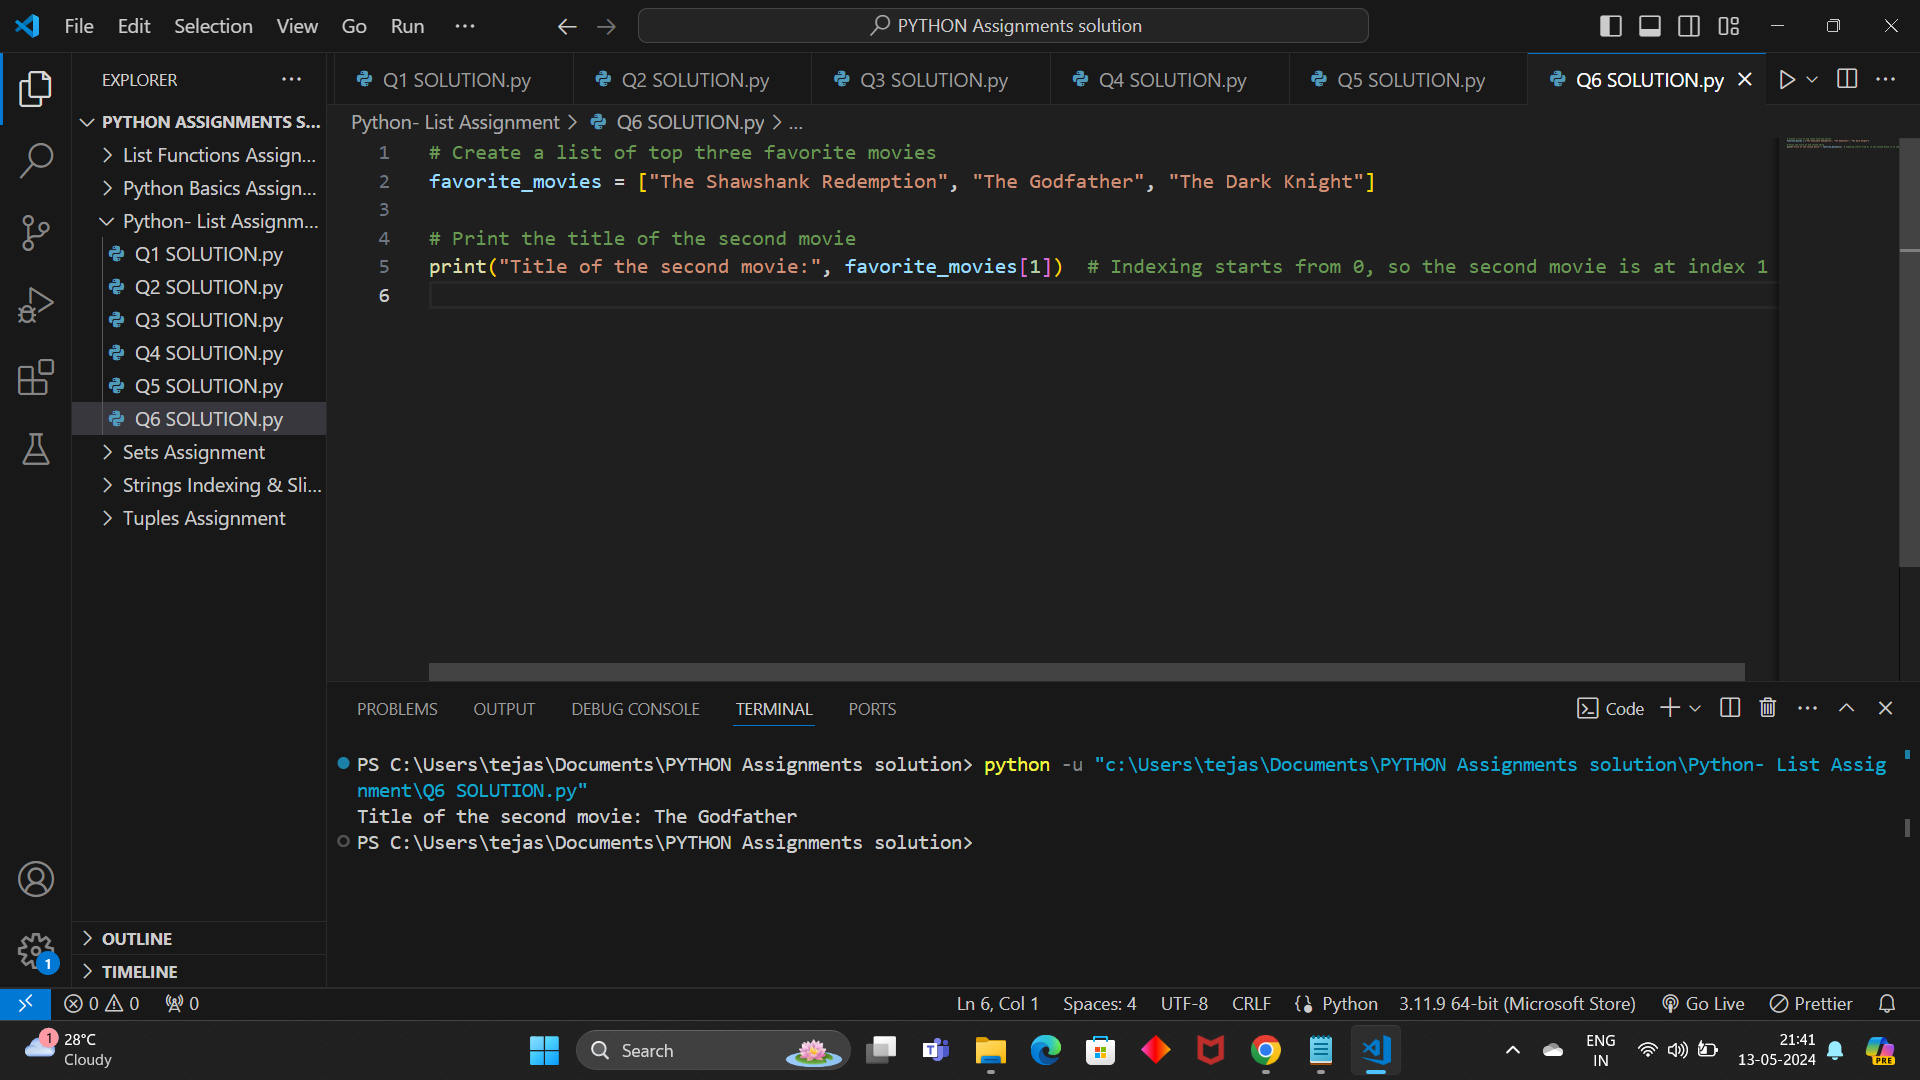 File Edit Selection View Go Run ...
PYTHON Assignments solution
EXPLORER
PYTHON ASSIGNMENTS S...
List Functions Assign...
Python Basics Assign...
Python- List Assignm...
Q1 SOLUTION.py
Q2 SOLUTION.py
Q3 SOLUTION.py
Q4 SOLUTION.py
Q5 SOLUTION.py
Q6 SOLUTION.py
Sets Assignment
Strings Indexing & Sli...
Tuples Assignment
OUTLINE
TIMELINE
Q1 SOLUTION.py Q2 SOLUTION.py Q3 SOLUTION.py Q4 SOLUTION.py Q5 SOLUTION.py Q6 SOLUTION.py
Python- List Assignment > Q6 SOLUTION.py > ...
1 # Create a list of top three favorite movies
2 favorite_movies = ["The Shawshank Redemption", "The Godfather", "The Dark Knight"]
3
4 # Print the title of the second movie
5 print("Title of the second movie:", favorite_movies[1])  # Indexing starts from 0, so the second movie is at index 1
6
PROBLEMS OUTPUT DEBUG CONSOLE TERMINAL PORTS
Code
PS C:\Users\tejas\Documents\PYTHON Assignments solution> python -u "c:\Users\tejas\Documents\PYTHON Assignments solution\Python- List Assig
nment\Q6 SOLUTION.py"
Title of the second movie: The Godfather
PS C:\Users\tejas\Documents\PYTHON Assignments solution>
1
0 0 0
Ln 6, Col 1 Spaces: 4 UTF-8 CRLF Python 3.11.9 64-bit (Microsoft Store) Go Live Prettier
1
28°C
Cloudy
Search
ENG
IN
21:41
13-05-2024
PRE